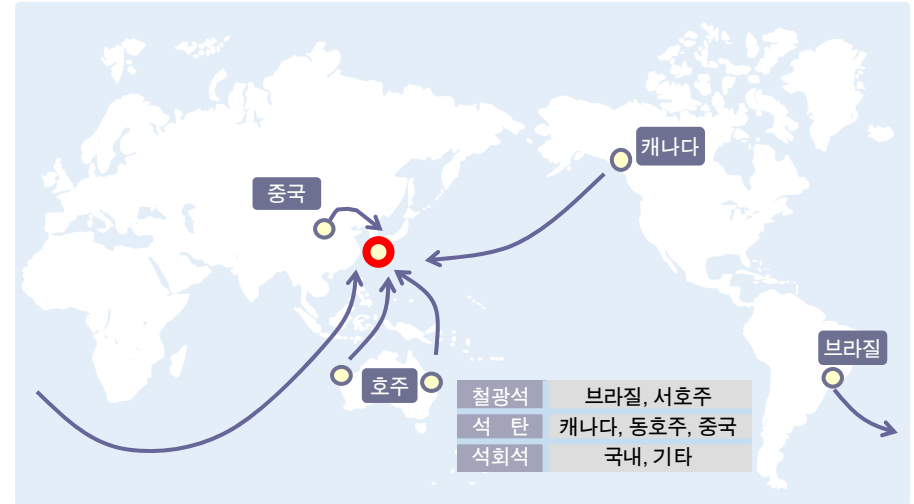 캐나다
중국
브라질
호주
철광석 브라질, 서호주
석 탄 캐나다, 동호주, 중국
석회석 국내, 기타